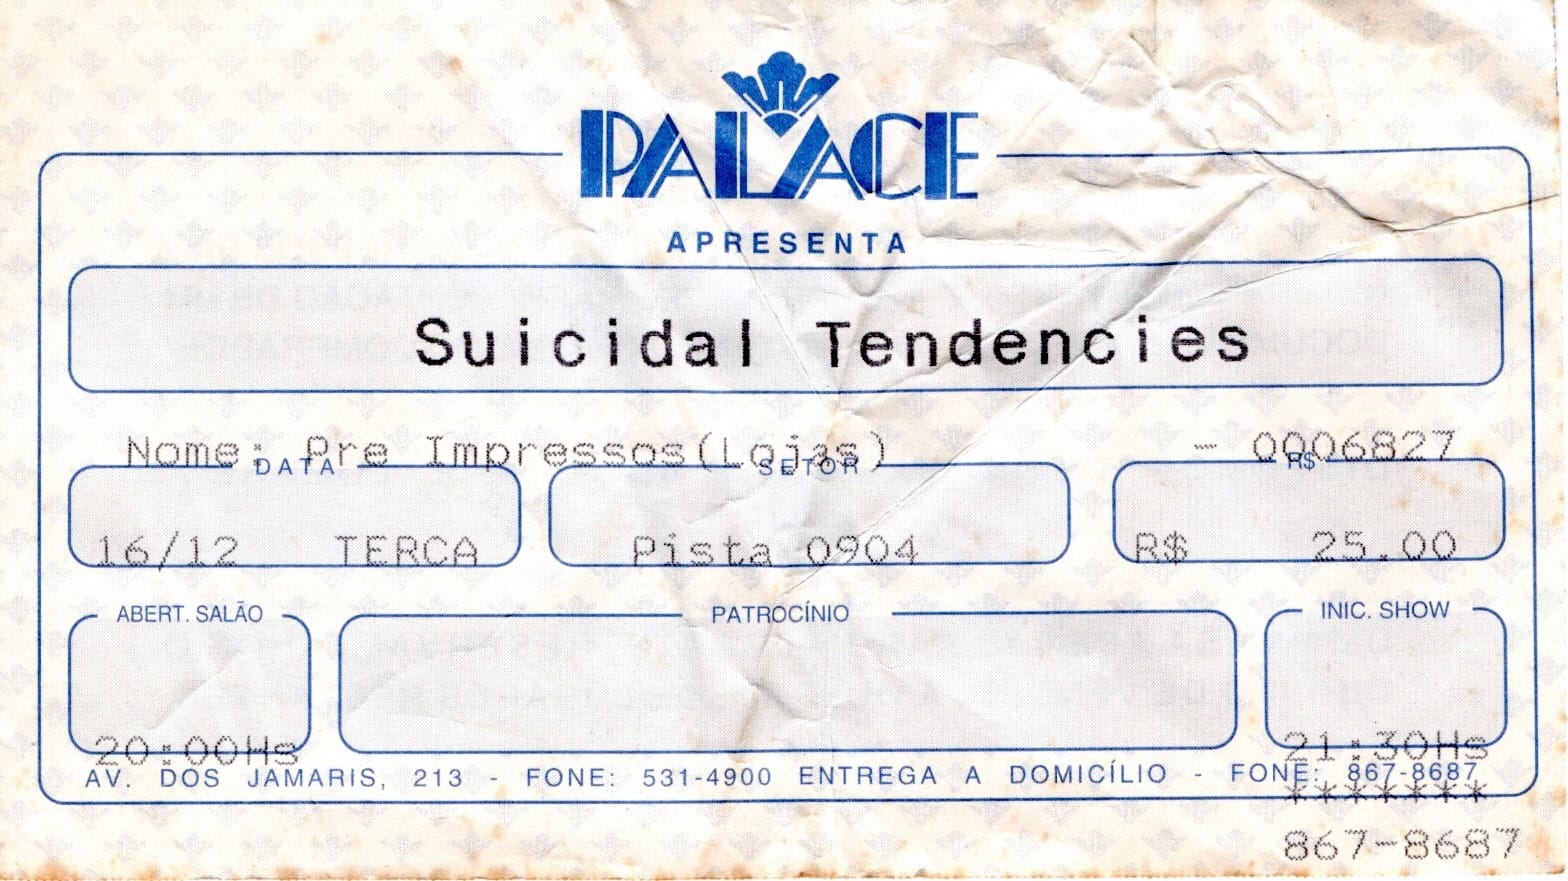 PALACE
APRESENTA
Suicidal Tendencies
Nome: Pre Impressos(Lojas) - 0006827
DATA SETOR R$
16/12 TERCA Pista 0904 R$ 25.00
ABERT. SALÃO PATROCÍNIO INIC. SHOW
20:00Hs 21:30Hs
AV. DOS JAMARIS, 213 - FONE: 531-4900 ENTREGA A DOMICÍLIO - FONE: 867-8687
*******
867-8687